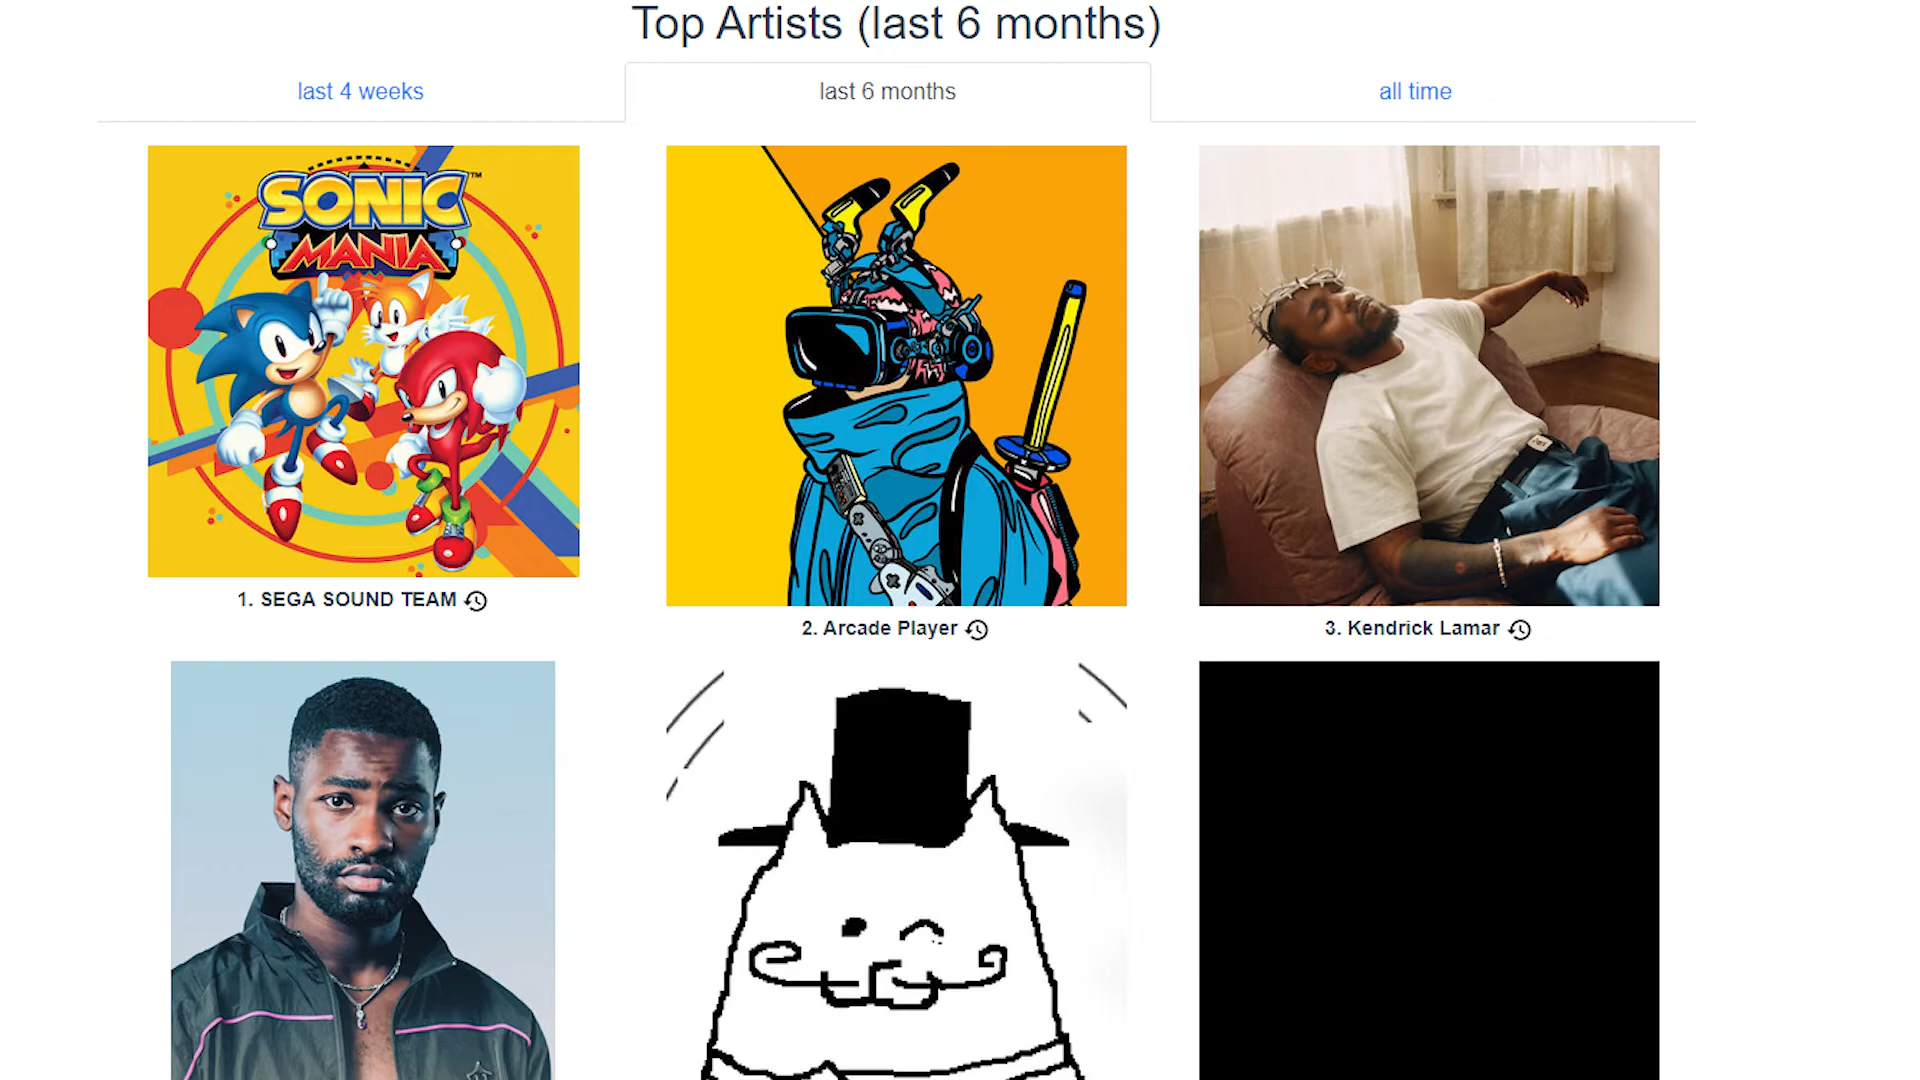 Top Artists (last 6 months)
last 4 weeks
last 6 months
all time
SONIC
MANIA™
1. SEGA SOUND TEAM
2. Arcade Player
3. Kendrick Lamar